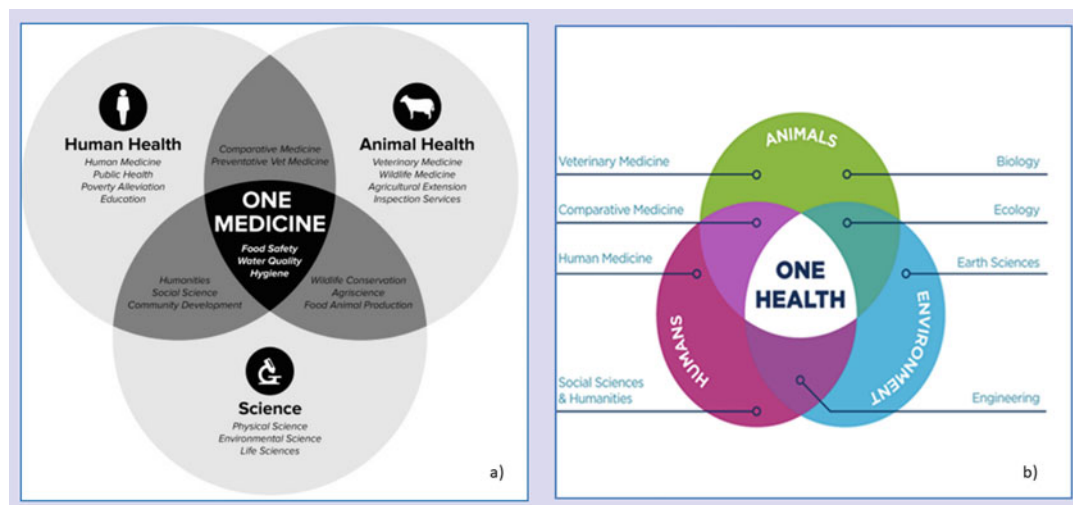 Human Health
Human Medicine
Public Health
Poverty Alleviation
Education
Animal Health
Veterinary Medicine
Wildlife Medicine
Agricultural Extension
Inspection Services
Comparative Medicine
Preventative Vet Medicine
ONE
MEDICINE
Food Safety
Water Quality
Hygiene
Humanities
Social Science
Community Development
Wildlife Conservation
Agriscience
Food Animal Production
Science
Physical Science
Environmental Science
Life Sciences
a)
ANIMALS
Veterinary Medicine
Biology
Comparative Medicine
Ecology
Human Medicine
Earth Sciences
ONE
HEALTH
HUMANS
ENVIRONMENT
Social Sciences
& Humanities
Engineering
b)